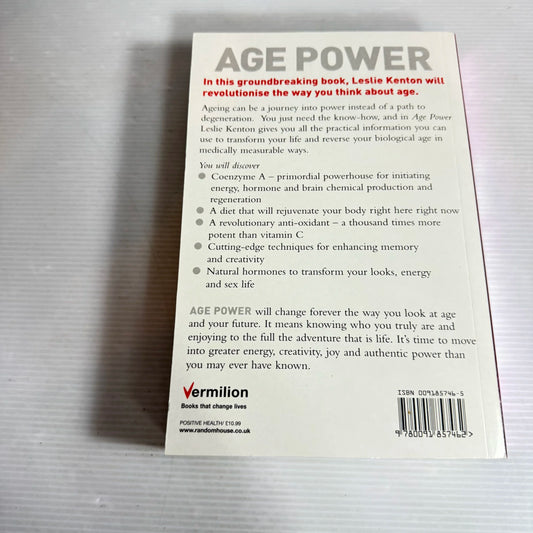 AGE POWER
In this groundbreaking book, Leslie Kenton will
revolutionise the way you think about age.
Ageing can be a journey into power instead of a path to
degeneration. You just need the know-how, and in Age Power
Leslie Kenton gives you all the practical information you can
use to transform your life and reverse your biological age in
medically measurable ways.
You will discover
Coenzyme A – primordial powerhouse for initiating
energy, hormone and brain chemical production and
regeneration
A diet that will rejuvenate your body right here right now
A revolutionary anti-oxidant – a thousand times more
potent than vitamin C
Cutting-edge techniques for enhancing memory
and creativity
Natural hormones to transform your looks, energy
and sex life
AGE POWER will change forever the way you look at age
and your future. It means knowing who you truly are and
enjoying to the full the adventure that is life. It's time to move
into greater energy, creativity, joy and authentic power than
you may ever have known.
Vermilion
Books that change lives
POSITIVE HEALTH/ £10.99
www.randomhouse.co.uk
ISBN 009185746-5
9 780091 857462 >